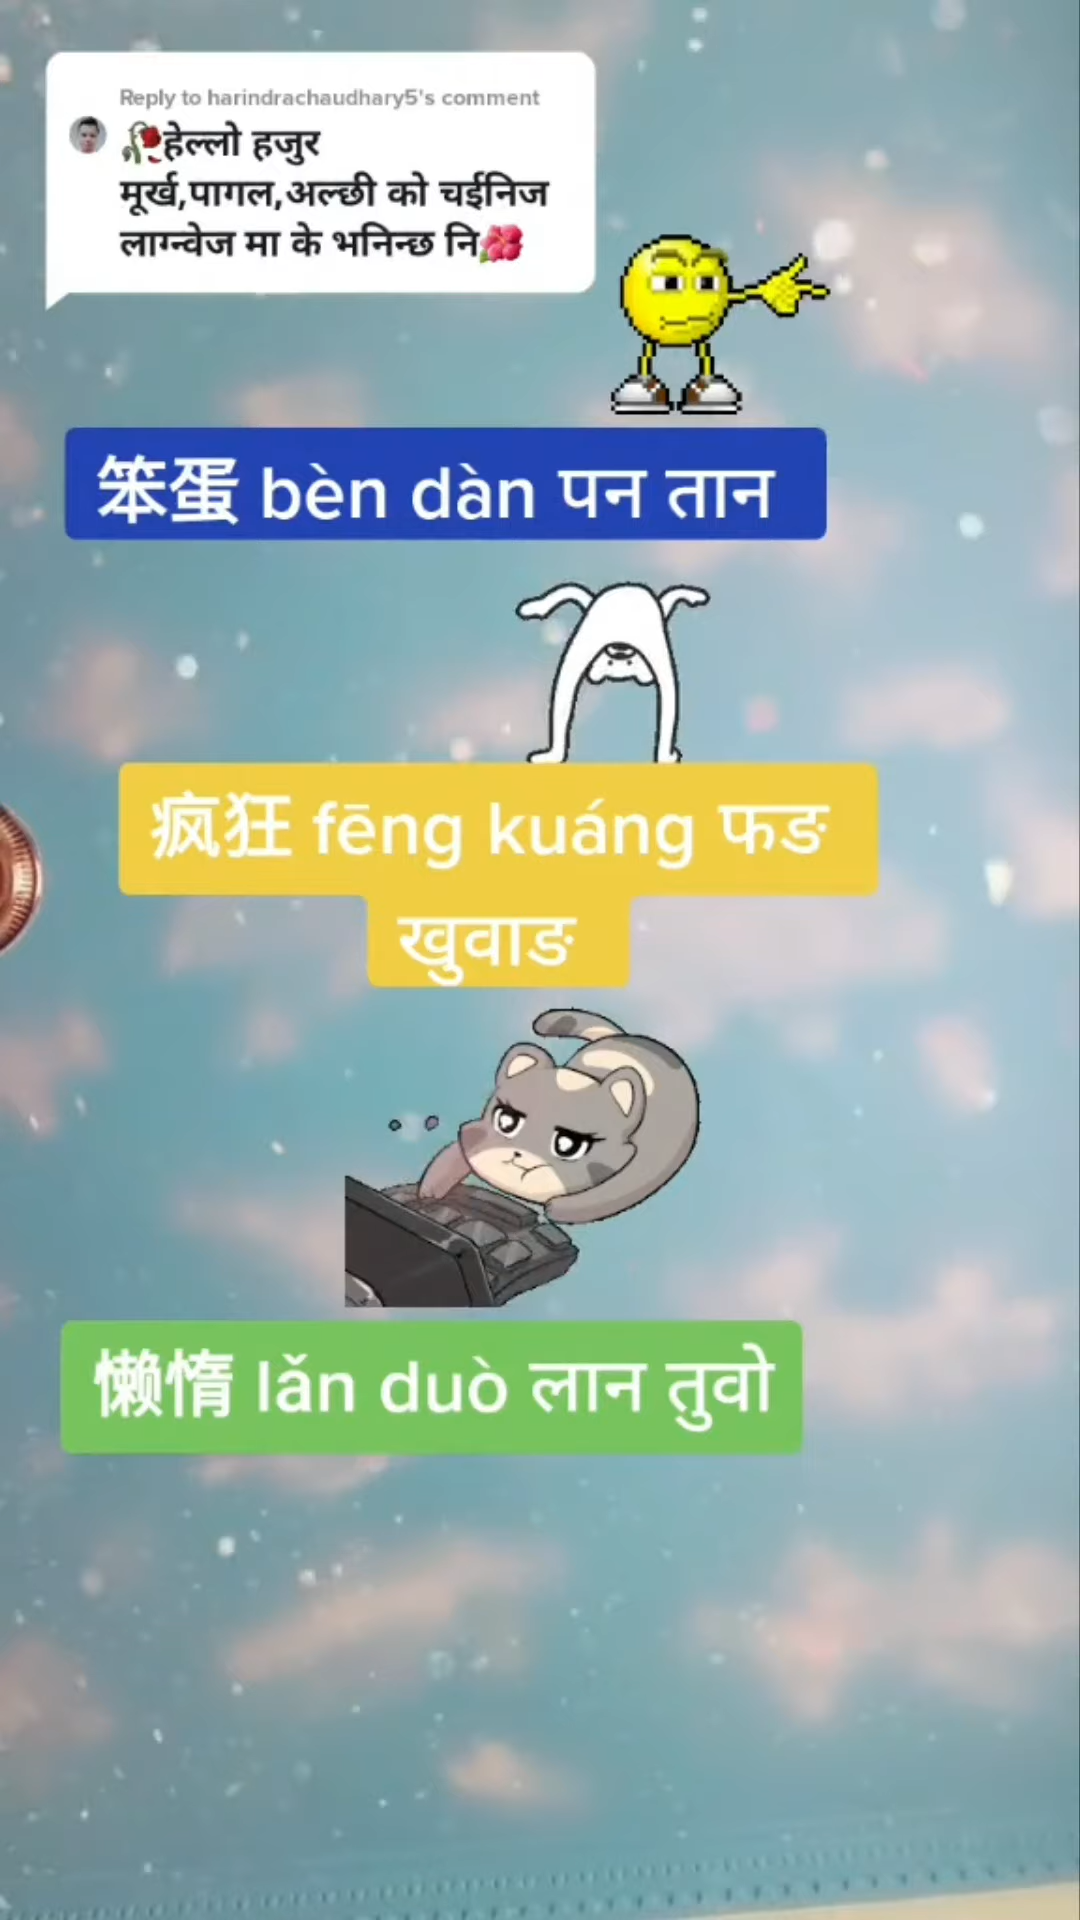 Reply to harindrachaudhary5's comment
🥀हेल्लो हजुर
मूर्ख,पागल,अल्छी को चईनिज
लाग्न्वेज मा के भनिन्छ नि🌺
笨蛋 bèn dàn पन तान
疯狂 fēng kuáng फङ
खुवाङ
懒惰 lǎn duò लान तुवो